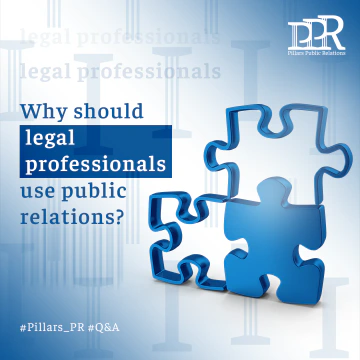 PPR
Pillars Public Relations
legal professionals
legal professionals
Why should
legal
professionals
use public
relations?
#Pillars_PR #Q&A